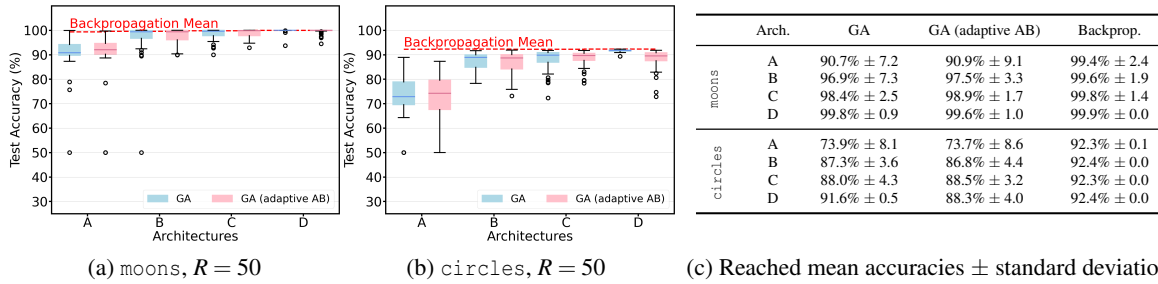 Backpropagation Mean
Test Accuracy (%)
100
90
80
70
60
50
40
30
GA
GA (adaptive AB)
A B C D
Architectures
(a) moons, R = 50
Backpropagation Mean
Test Accuracy (%)
100
90
80
70
60
50
40
30
GA
GA (adaptive AB)
A B C D
Architectures
(b) circles, R = 50
Arch. GA GA (adaptive AB) Backprop.
moons
A 90.7% ± 7.2 90.9% ± 9.1 99.4% ± 2.4
B 96.9% ± 7.3 97.5% ± 3.3 99.6% ± 1.9
C 98.4% ± 2.5 98.9% ± 1.7 99.8% ± 1.4
D 99.8% ± 0.9 99.6% ± 1.0 99.9% ± 0.0
circles
A 73.9% ± 8.1 73.7% ± 8.6 92.3% ± 0.1
B 87.3% ± 3.6 86.8% ± 4.4 92.4% ± 0.0
C 88.0% ± 4.3 88.5% ± 3.2 92.3% ± 0.0
D 91.6% ± 0.5 88.3% ± 4.0 92.4% ± 0.0
(c) Reached mean accuracies ± standard deviatio